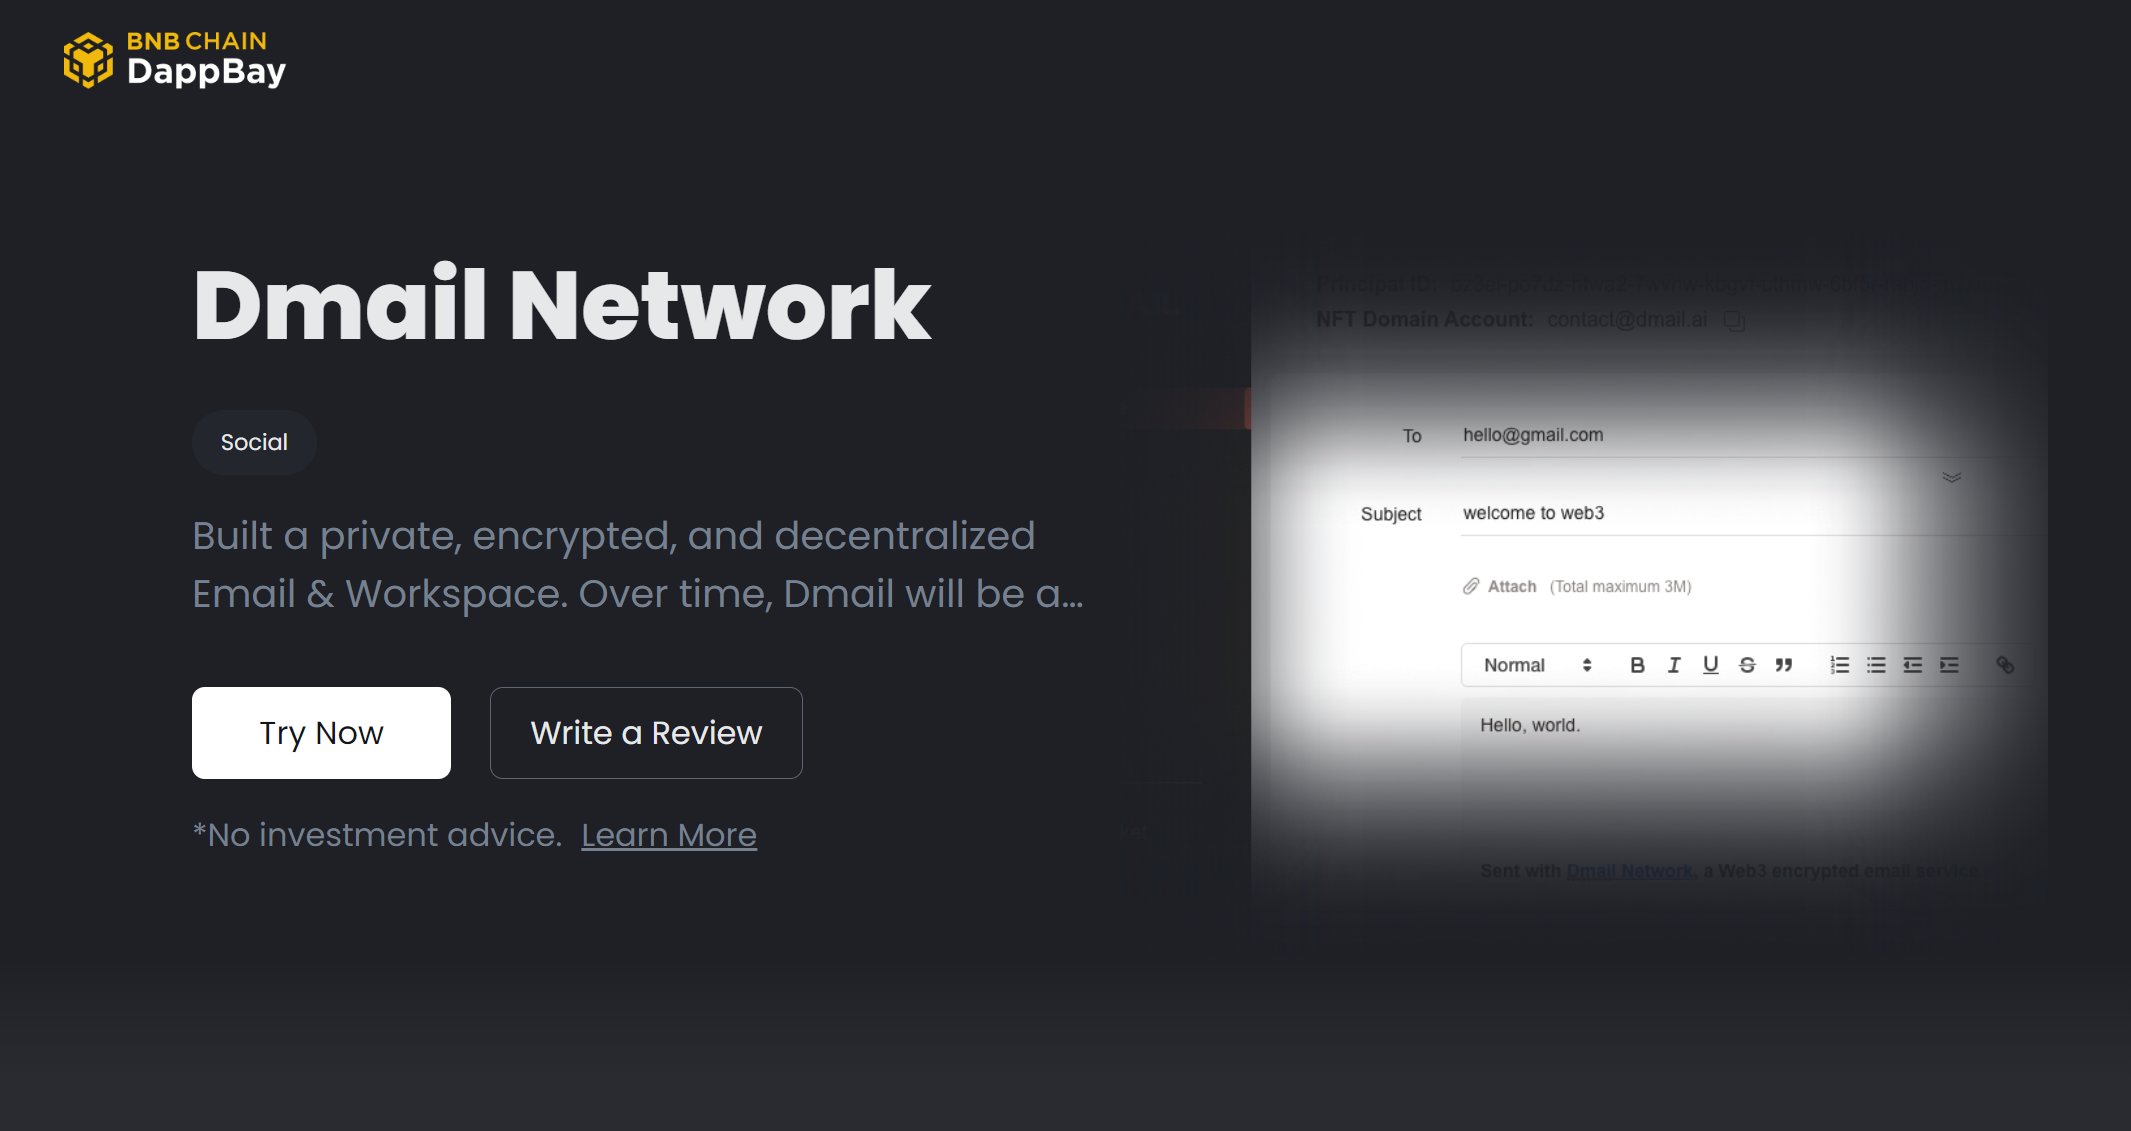 BNB CHAIN
DappBay
Dmail Network
Social
Built a private, encrypted, and decentralized
Email & Workspace. Over time, Dmail will be a...
Try Now
Write a Review
*No investment advice. Learn More
Principal ID:
NFT Domain Account: contact@dmail.ai
To hello@gmail.com
Subject welcome to web3
Attach (Total maximum 3M)
Normal B I U S
Hello, world.
Sent with Dmail Network, a Web3 encrypted email service